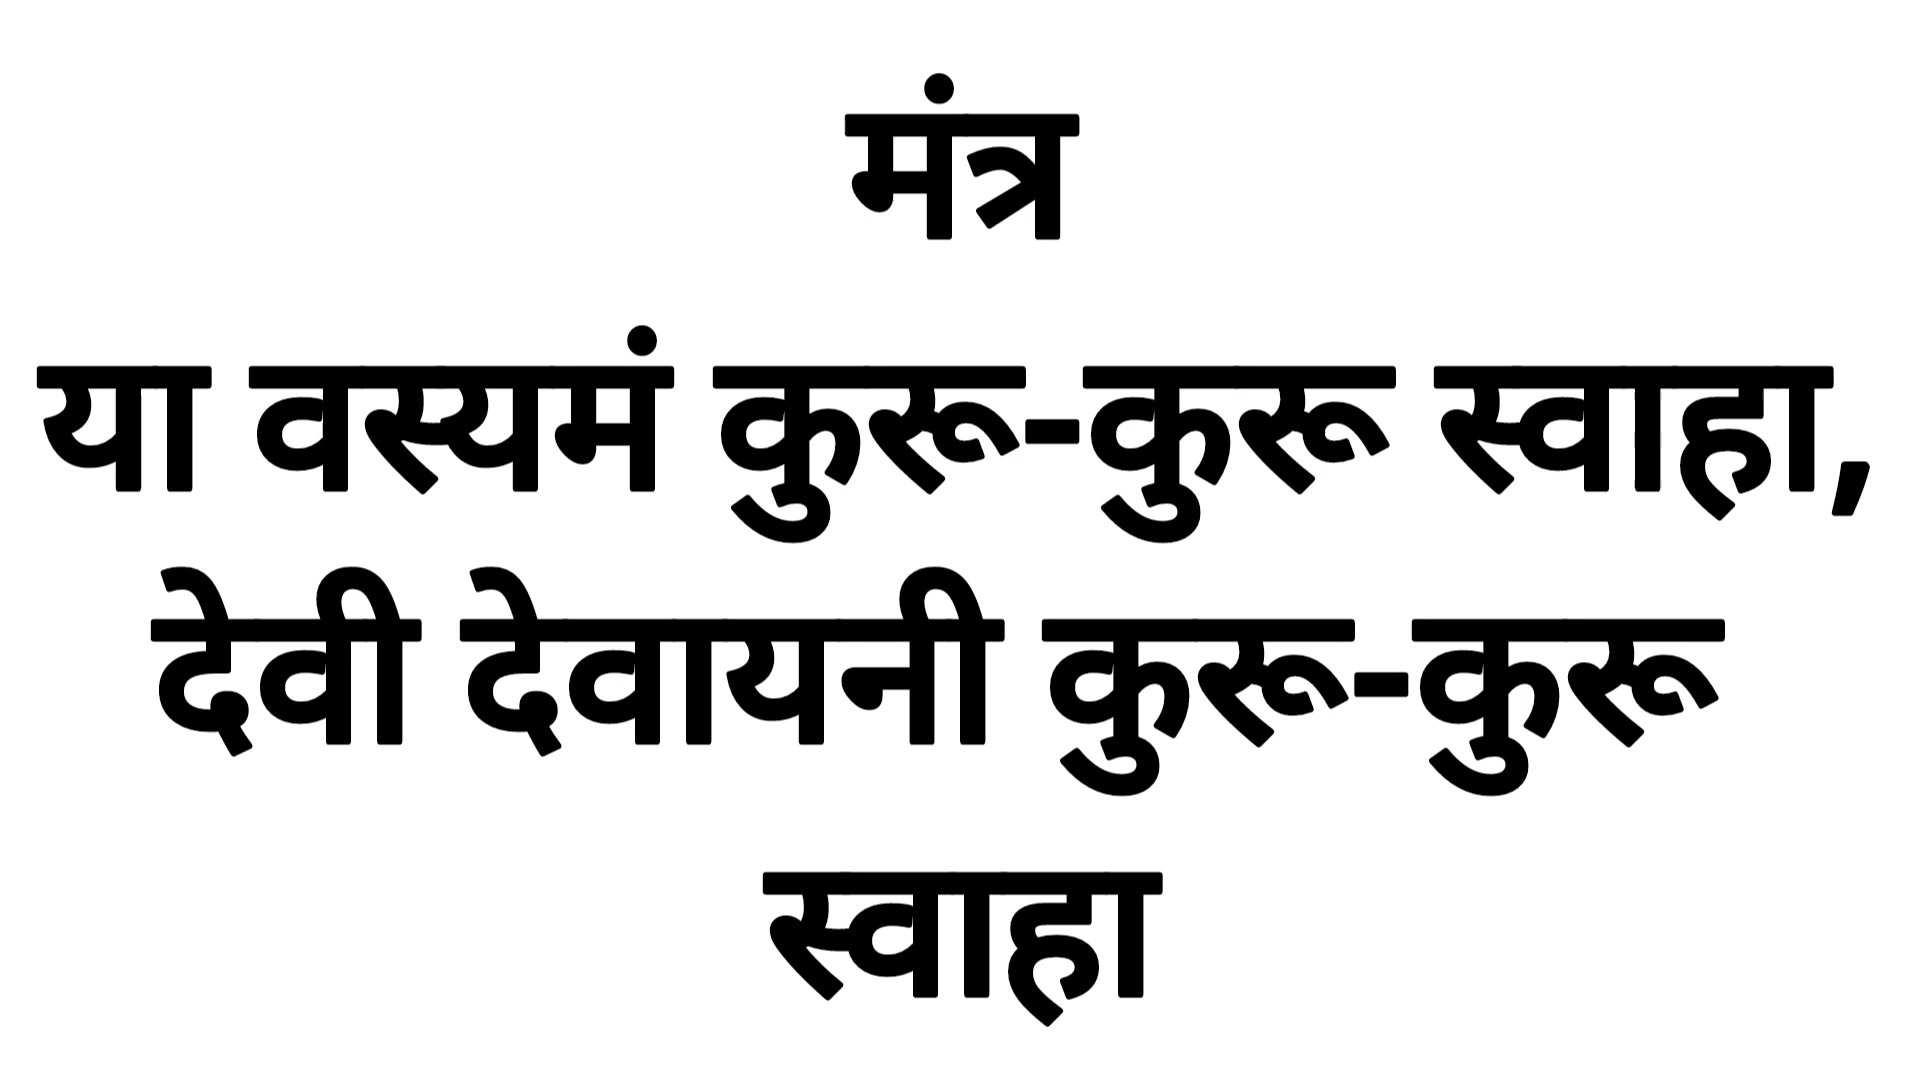 मंत्र
या वस्यमं कुरू-कुरू स्वाहा,
देवी देवायनी कुरू-कुरू
स्वाहा